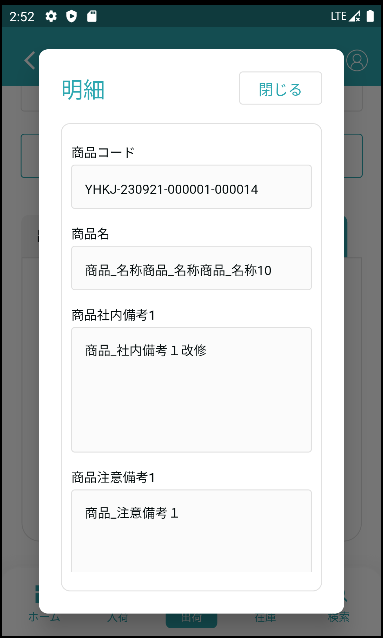 2:52
LTE
明細
閉じる
商品コード
YHKJ-230921-000001-000014
商品名
商品_名称商品_名称商品_名称10
商品社内備考1
商品_社内備考１改修
商品注意備考1
商品_注意備考１
ホーム
入荷
出荷
在庫
検索